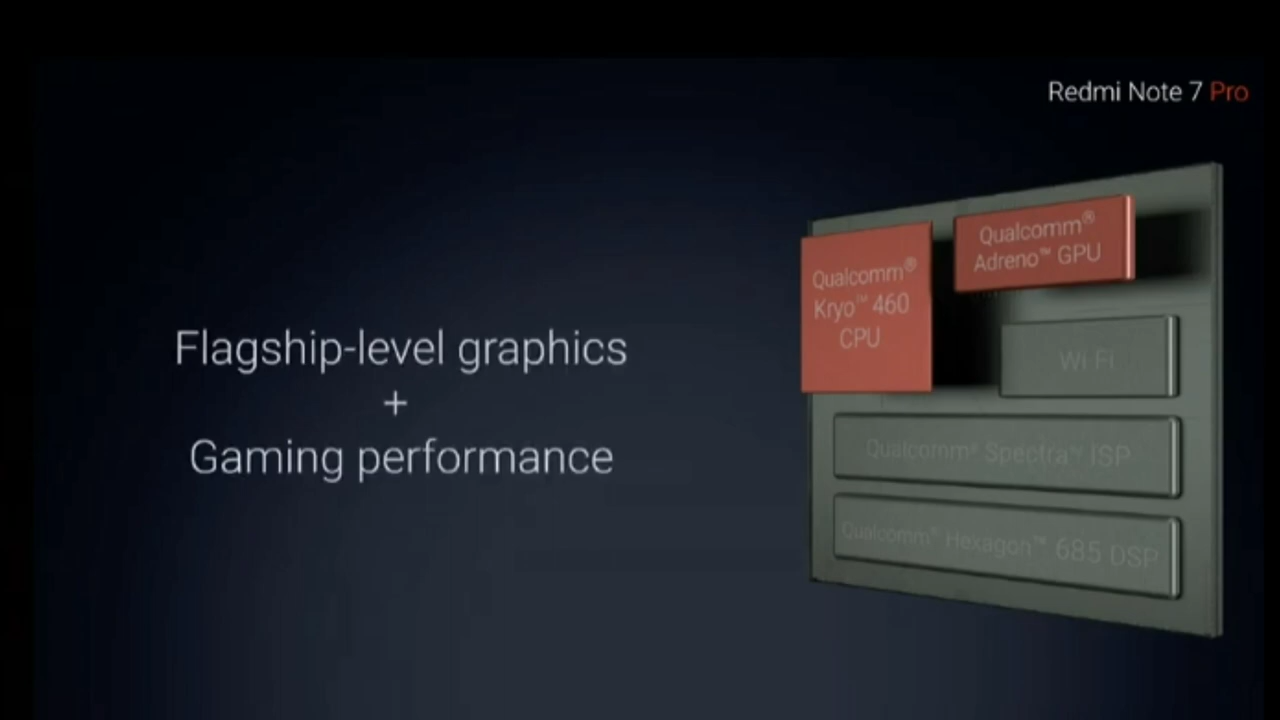 Redmi Note 7 Pro
Flagship-level graphics
+
Gaming performance
Qualcomm®
Kryo™ 460
CPU
Qualcomm®
Adreno™ GPU
Wi Fi
Qualcomm® Spectra™ ISP
Qualcomm® Hexagon™ 685 DSP